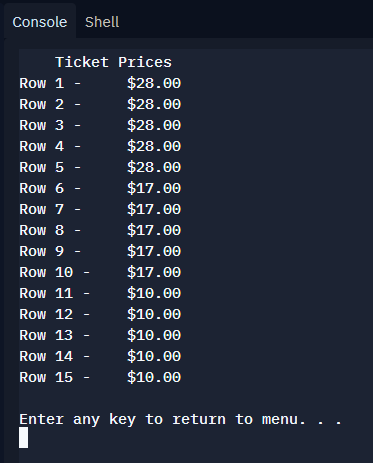 Console Shell
Ticket Prices
Row 1 - $28.00
Row 2 - $28.00
Row 3 - $28.00
Row 4 - $28.00
Row 5 - $28.00
Row 6 - $17.00
Row 7 - $17.00
Row 8 - $17.00
Row 9 - $17.00
Row 10 - $17.00
Row 11 - $10.00
Row 12 - $10.00
Row 13 - $10.00
Row 14 - $10.00
Row 15 - $10.00
Enter any key to return to menu. . .